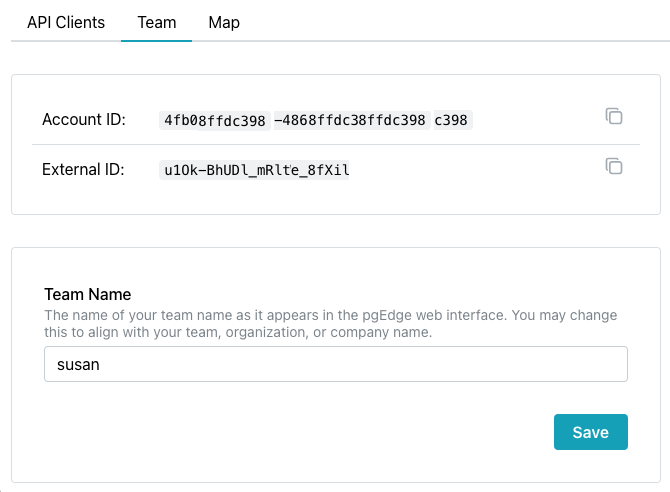 API Clients Team Map
Account ID: 4fb08ffdc398 -4868ffdc38ffdc398 c398
External ID: u1Ok-BhUDl_mRlte_8fXil
Team Name
The name of your team name as it appears in the pgEdge web interface. You may change
this to align with your team, organization, or company name.
susan
Save